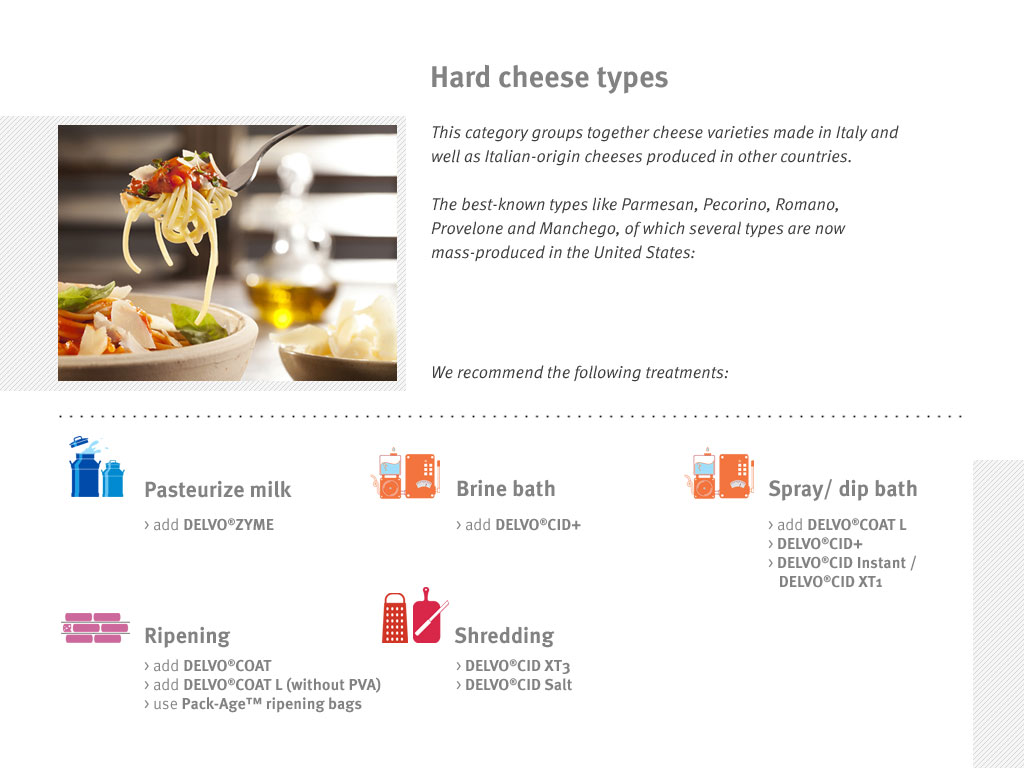 Hard cheese types
This category groups together cheese varieties made in Italy and
well as Italian-origin cheeses produced in other countries.
The best-known types like Parmesan, Pecorino, Romano,
Provelone and Manchego, of which several types are now
mass-produced in the United States:
We recommend the following treatments:
Pasteurize milk
› add DELVO®ZYME
Brine bath
› add DELVO®CID+
Spray/ dip bath
› add DELVO®COAT L
› DELVO®CID+
› DELVO®CID Instant /
DELVO®CID XT1
Ripening
› add DELVO®COAT
› add DELVO®COAT L (without PVA)
› use Pack-Age™ ripening bags
Shredding
› DELVO®CID XT3
› DELVO®CID Salt